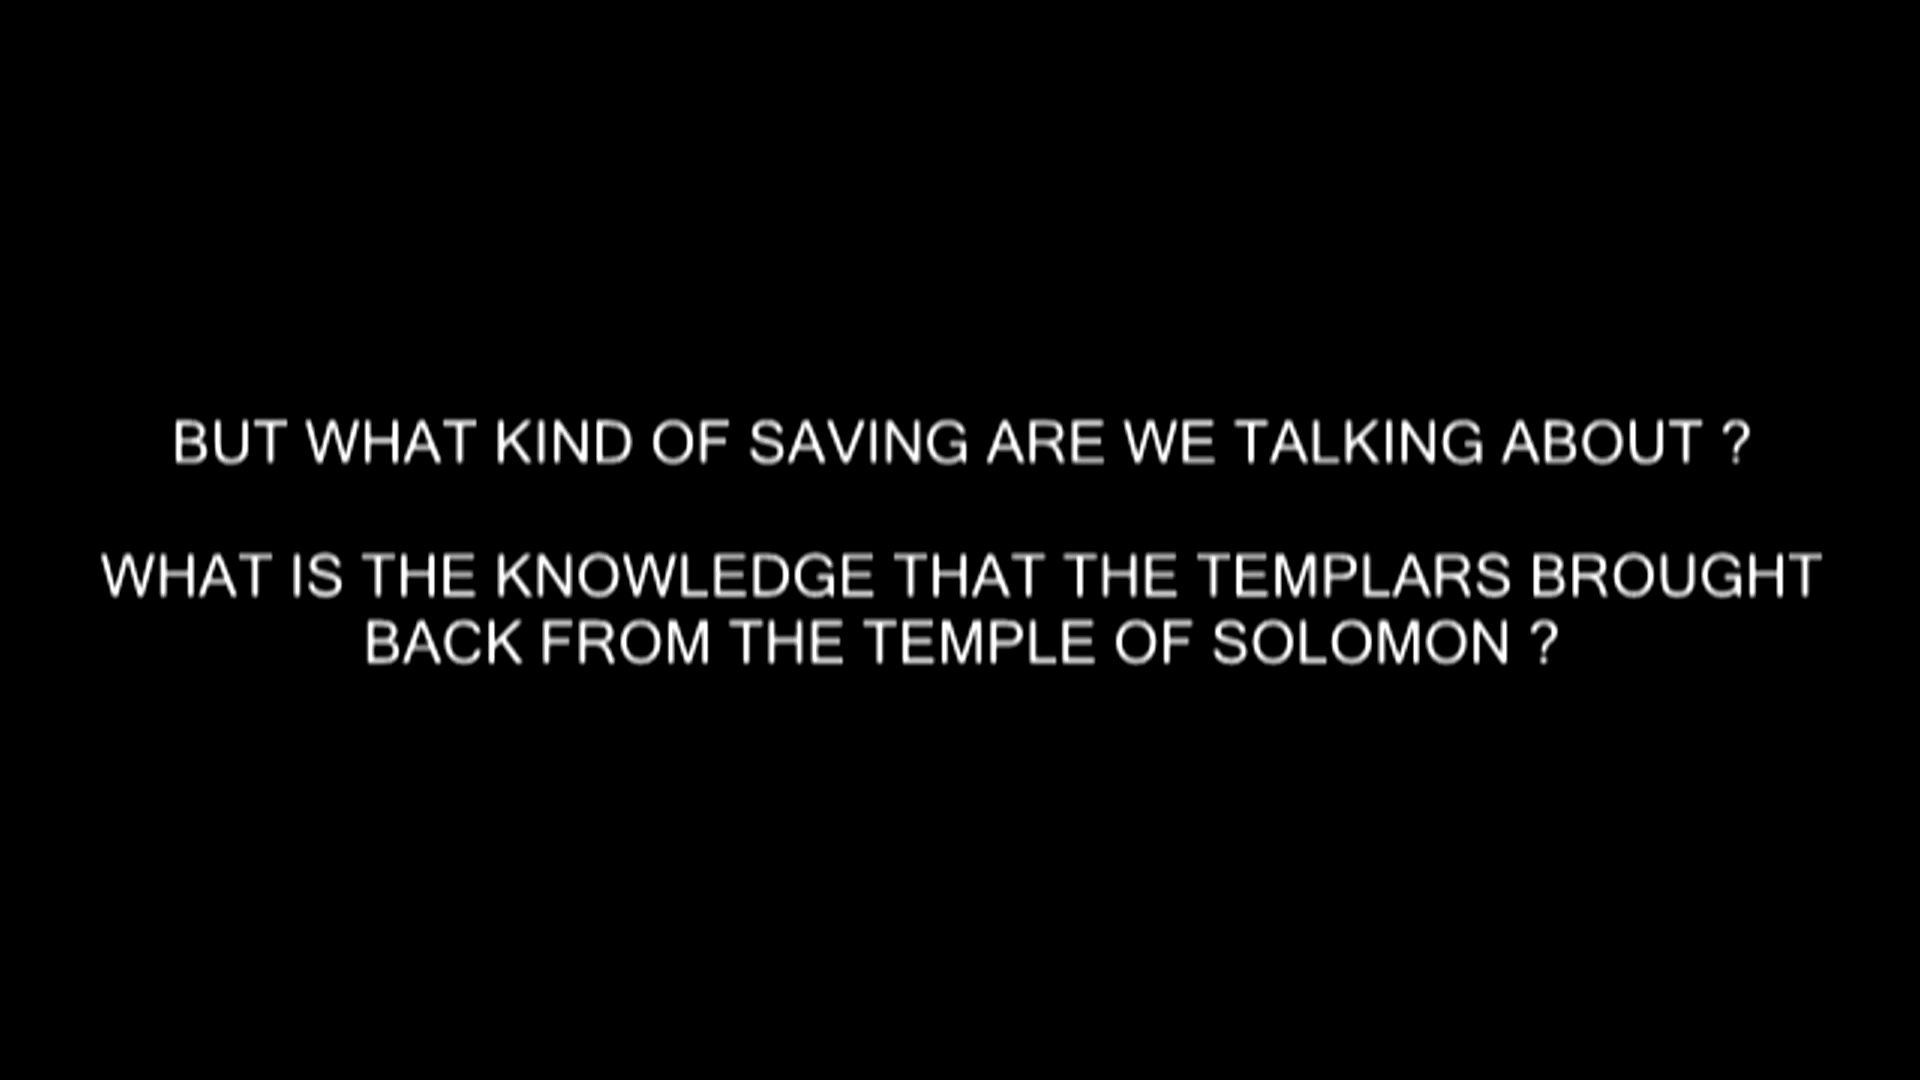 BUT WHAT KIND OF SAVING ARE WE TALKING ABOUT ?
WHAT IS THE KNOWLEDGE THAT THE TEMPLARS BROUGHT
BACK FROM THE TEMPLE OF SOLOMON ?